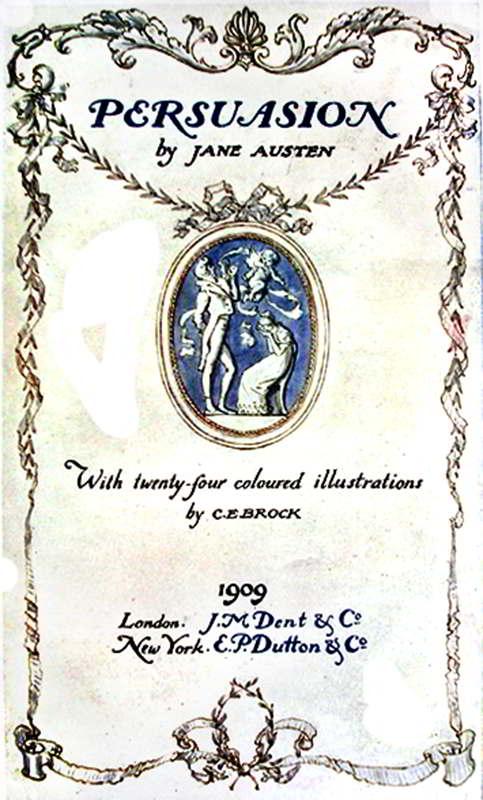 PERSUASION
by JANE AUSTEN
With twenty-four coloured illustrations
by C.E BROCK
1909
London. J.M. Dent & Co
New York. E.P. Dutton & Co